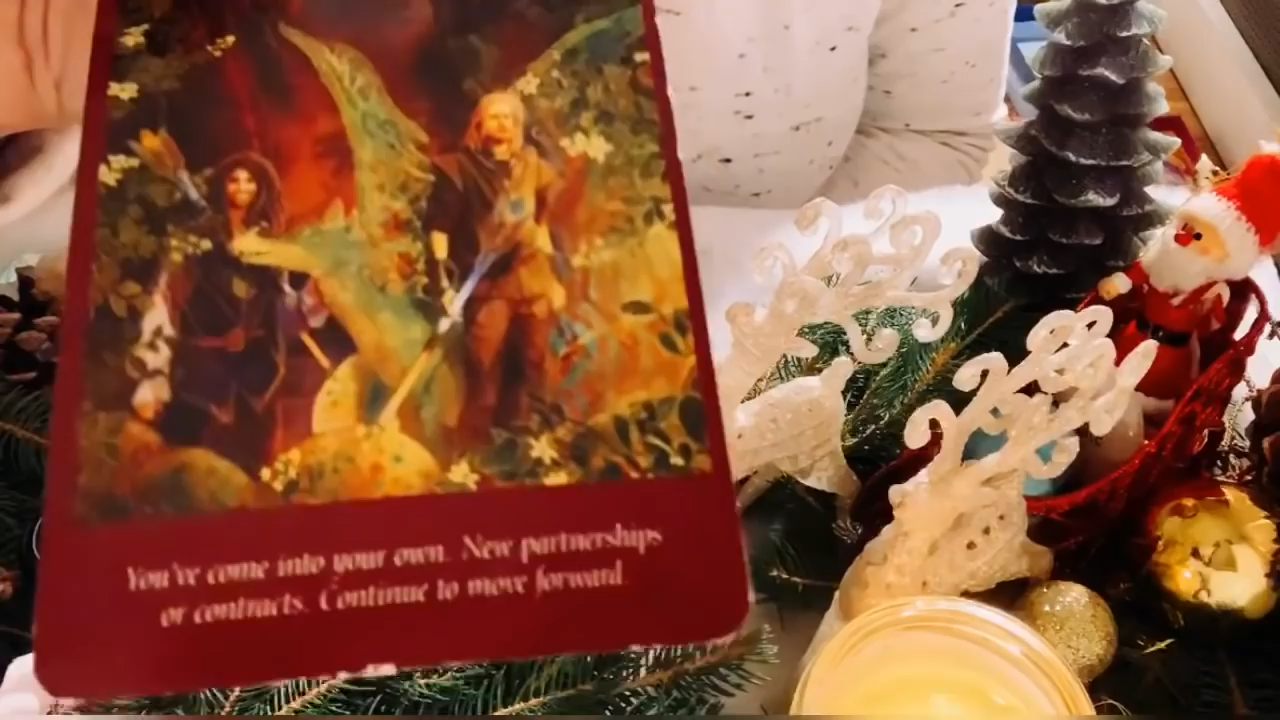 You've come into your own. New partnerships
or contracts. Continue to move forward.